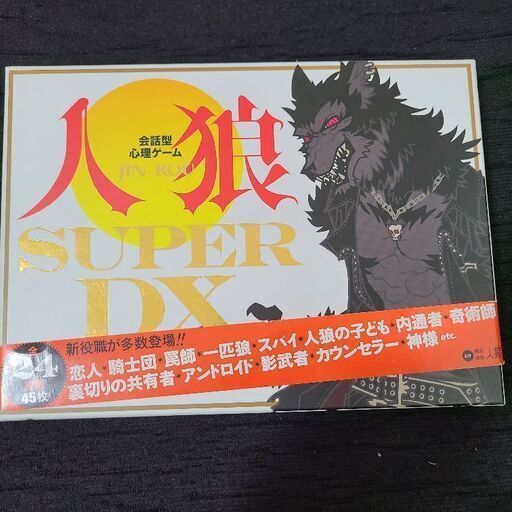 人狼
会話型
心理ゲーム
JIN-ROU
SUPER
DX
新役職が多数登場!!
24
45枚
恋人・騎士団・罠師・一匹狼・スパイ・人狼の子ども・内通者・奇術師
裏切りの共有者・アンドロイド・影武者・カウンセラー・神様 etc.
人狼